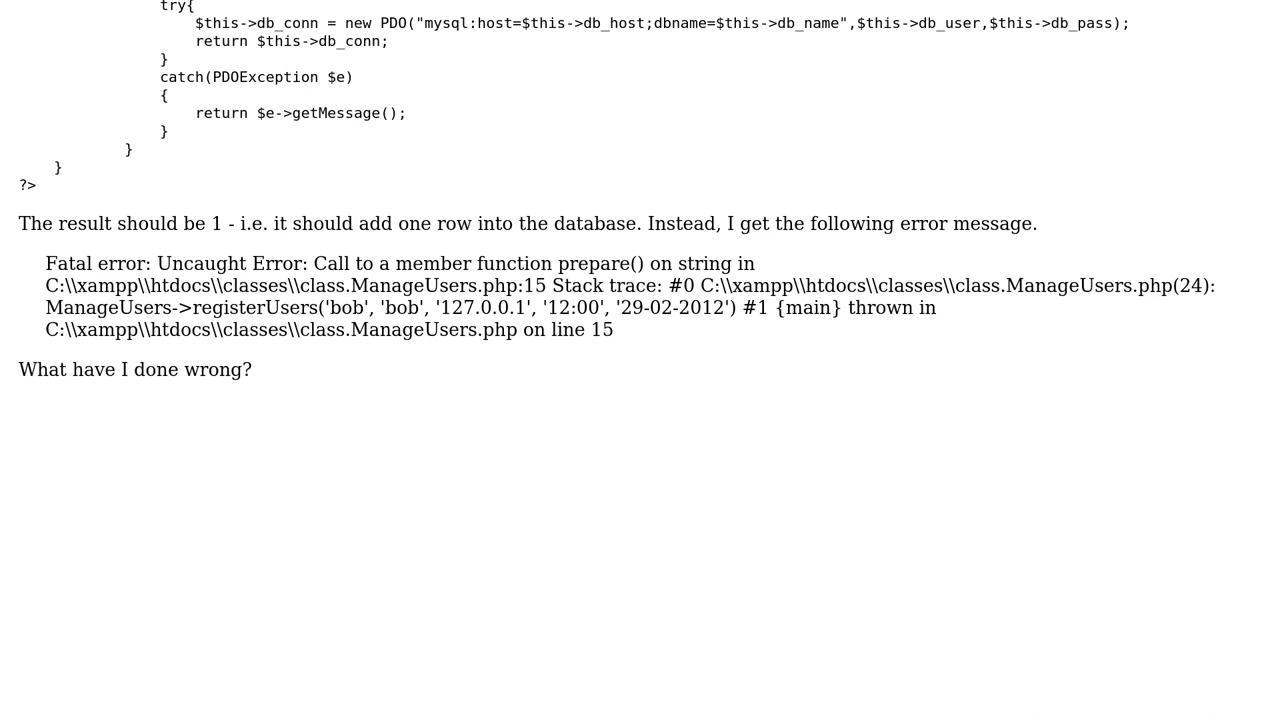 try{
$this->db_conn = new PDO("mysql:host=$this->db_host;dbname=$this->db_name",$this->db_user,$this->db_pass);
return $this->db_conn;
}
catch(PDOException $e)
{
return $e->getMessage();
}
}
}
?>
The result should be 1 - i.e. it should add one row into the database. Instead, I get the following error message.
Fatal error: Uncaught Error: Call to a member function prepare() on string in
C:\\xampp\\htdocs\\classes\\class.ManageUsers.php:15 Stack trace: #0 C:\\xampp\\htdocs\\classes\\class.ManageUsers.php(24):
ManageUsers->registerUsers('bob', 'bob', '127.0.0.1', '12:00', '29-02-2012') #1 {main} thrown in
C:\\xampp\\htdocs\\classes\\class.ManageUsers.php on line 15
What have I done wrong?